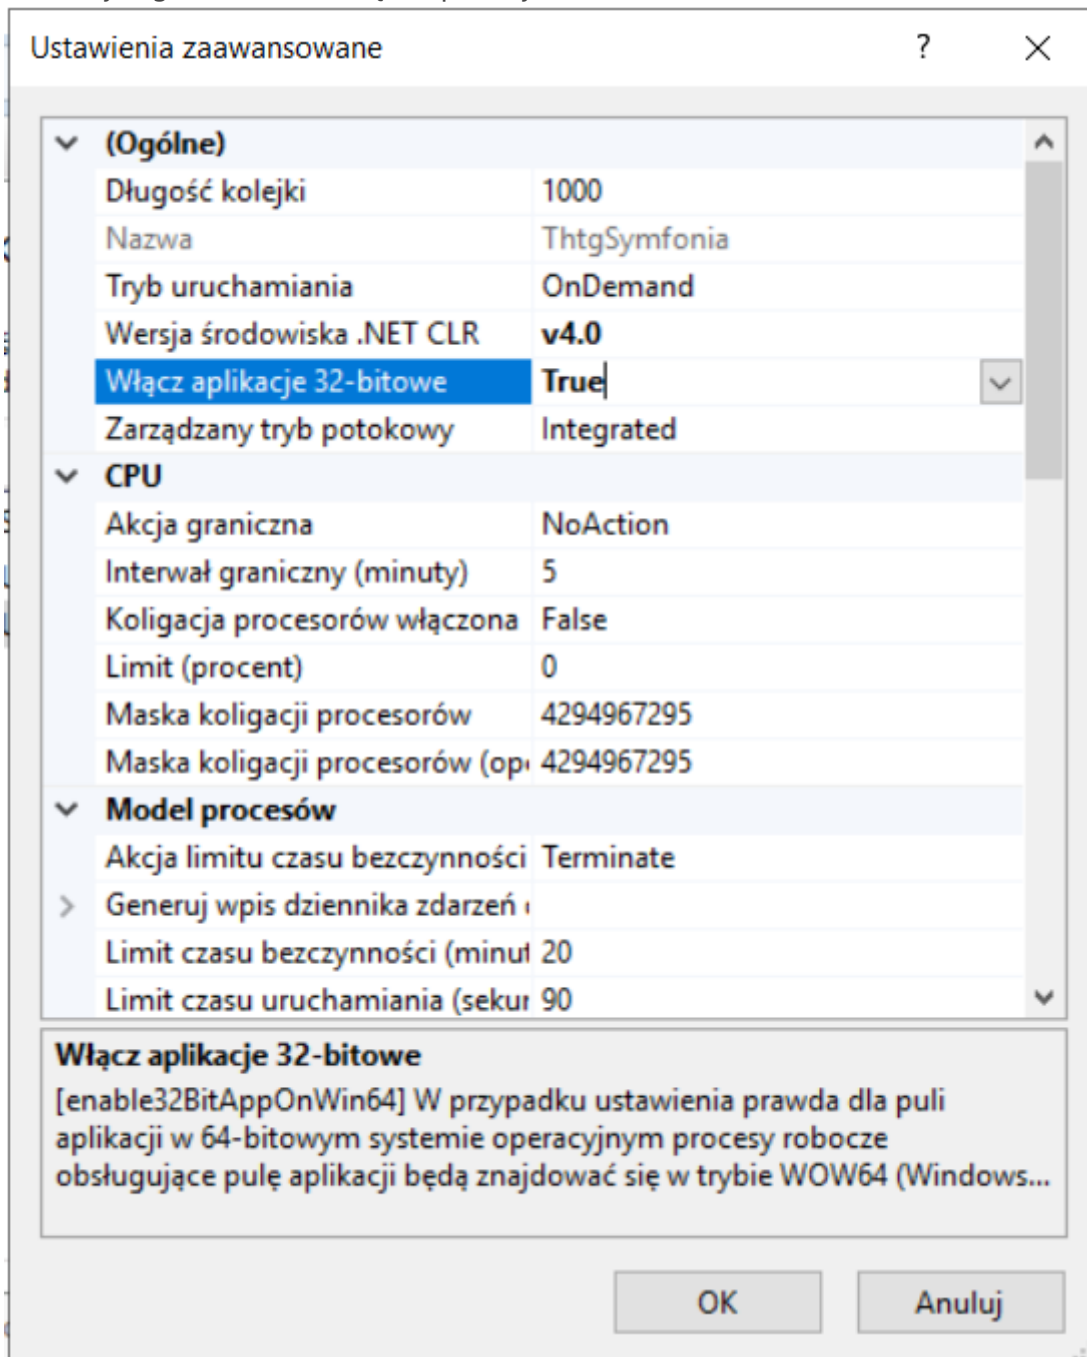 Ustawienia zaawansowane ?
(Ogólne)
Długość kolejki 1000
Nazwa ThtgSymfonia
Tryb uruchamiania OnDemand
Wersja środowiska .NET CLR v4.0
Włącz aplikacje 32-bitowe True
Zarządzany tryb potokowy Integrated
CPU
Akcja graniczna NoAction
Interwał graniczny (minuty) 5
Koligacja procesorów włączona False
Limit (procent) 0
Maska koligacji procesorów 4294967295
Maska koligacji procesorów (op 4294967295
Model procesów
Akcja limitu czasu bezczynności Terminate
Generuj wpis dziennika zdarzeń
Limit czasu bezczynności (minut 20
Limit czasu uruchamiania (sekun 90
Włącz aplikacje 32-bitowe
[enable32BitAppOnWin64] W przypadku ustawienia prawda dla puli
aplikacji w 64-bitowym systemie operacyjnym procesy robocze
obsługujące pulę aplikacji będą znajdować się w trybie WOW64 (Windows...
OK Anuluj